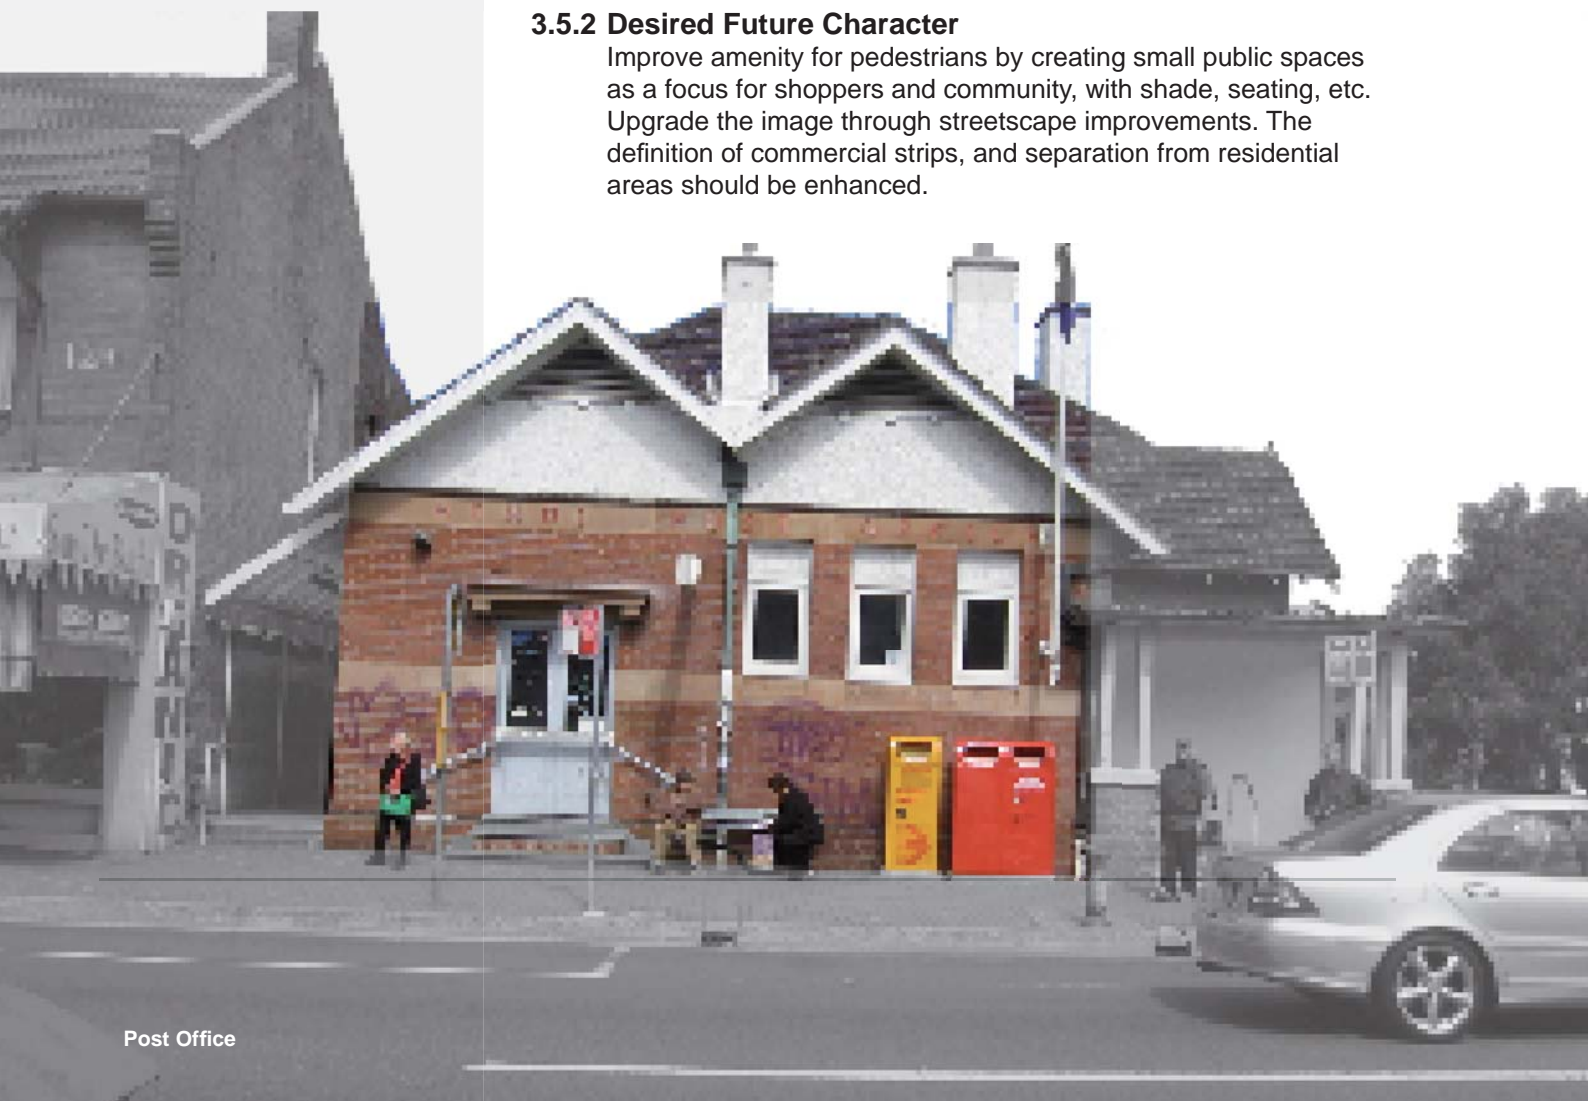 3.5.2 Desired Future Character
Improve amenity for pedestrians by creating small public spaces
as a focus for shoppers and community, with shade, seating, etc.
Upgrade the image through streetscape improvements. The
definition of commercial strips, and separation from residential
areas should be enhanced.
Post Office